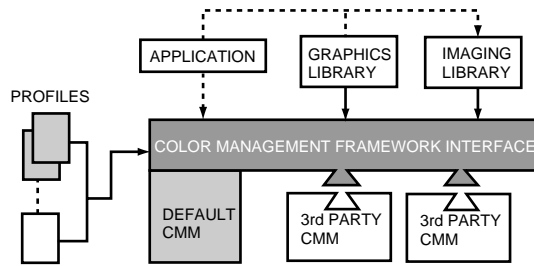 APPLICATION
GRAPHICS
LIBRARY
IMAGING
LIBRARY
PROFILES
COLOR MANAGEMENT FRAMEWORK INTERFACE
DEFAULT
CMM
3rd PARTY
CMM
3rd PARTY
CMM